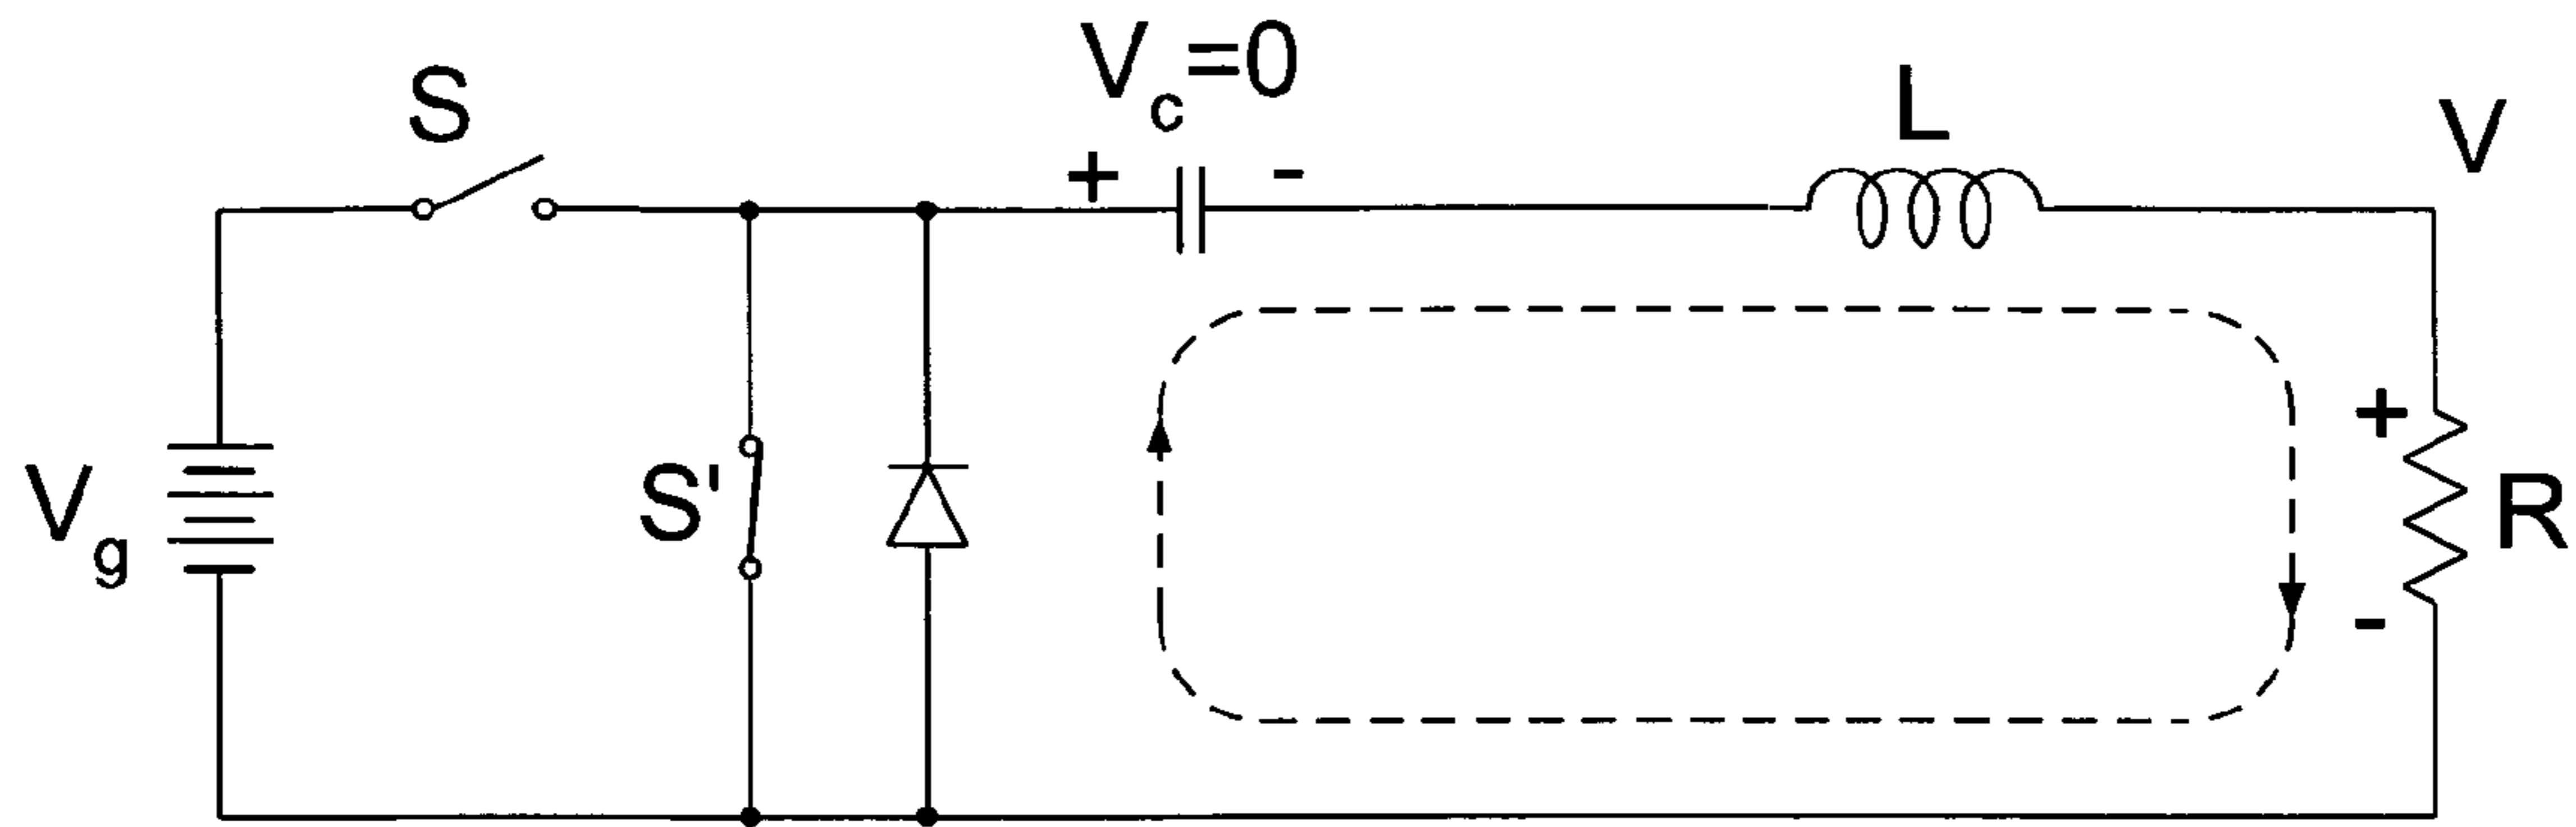 V_c=0
S
L
V
+
-
V_g
S'
+
-
R